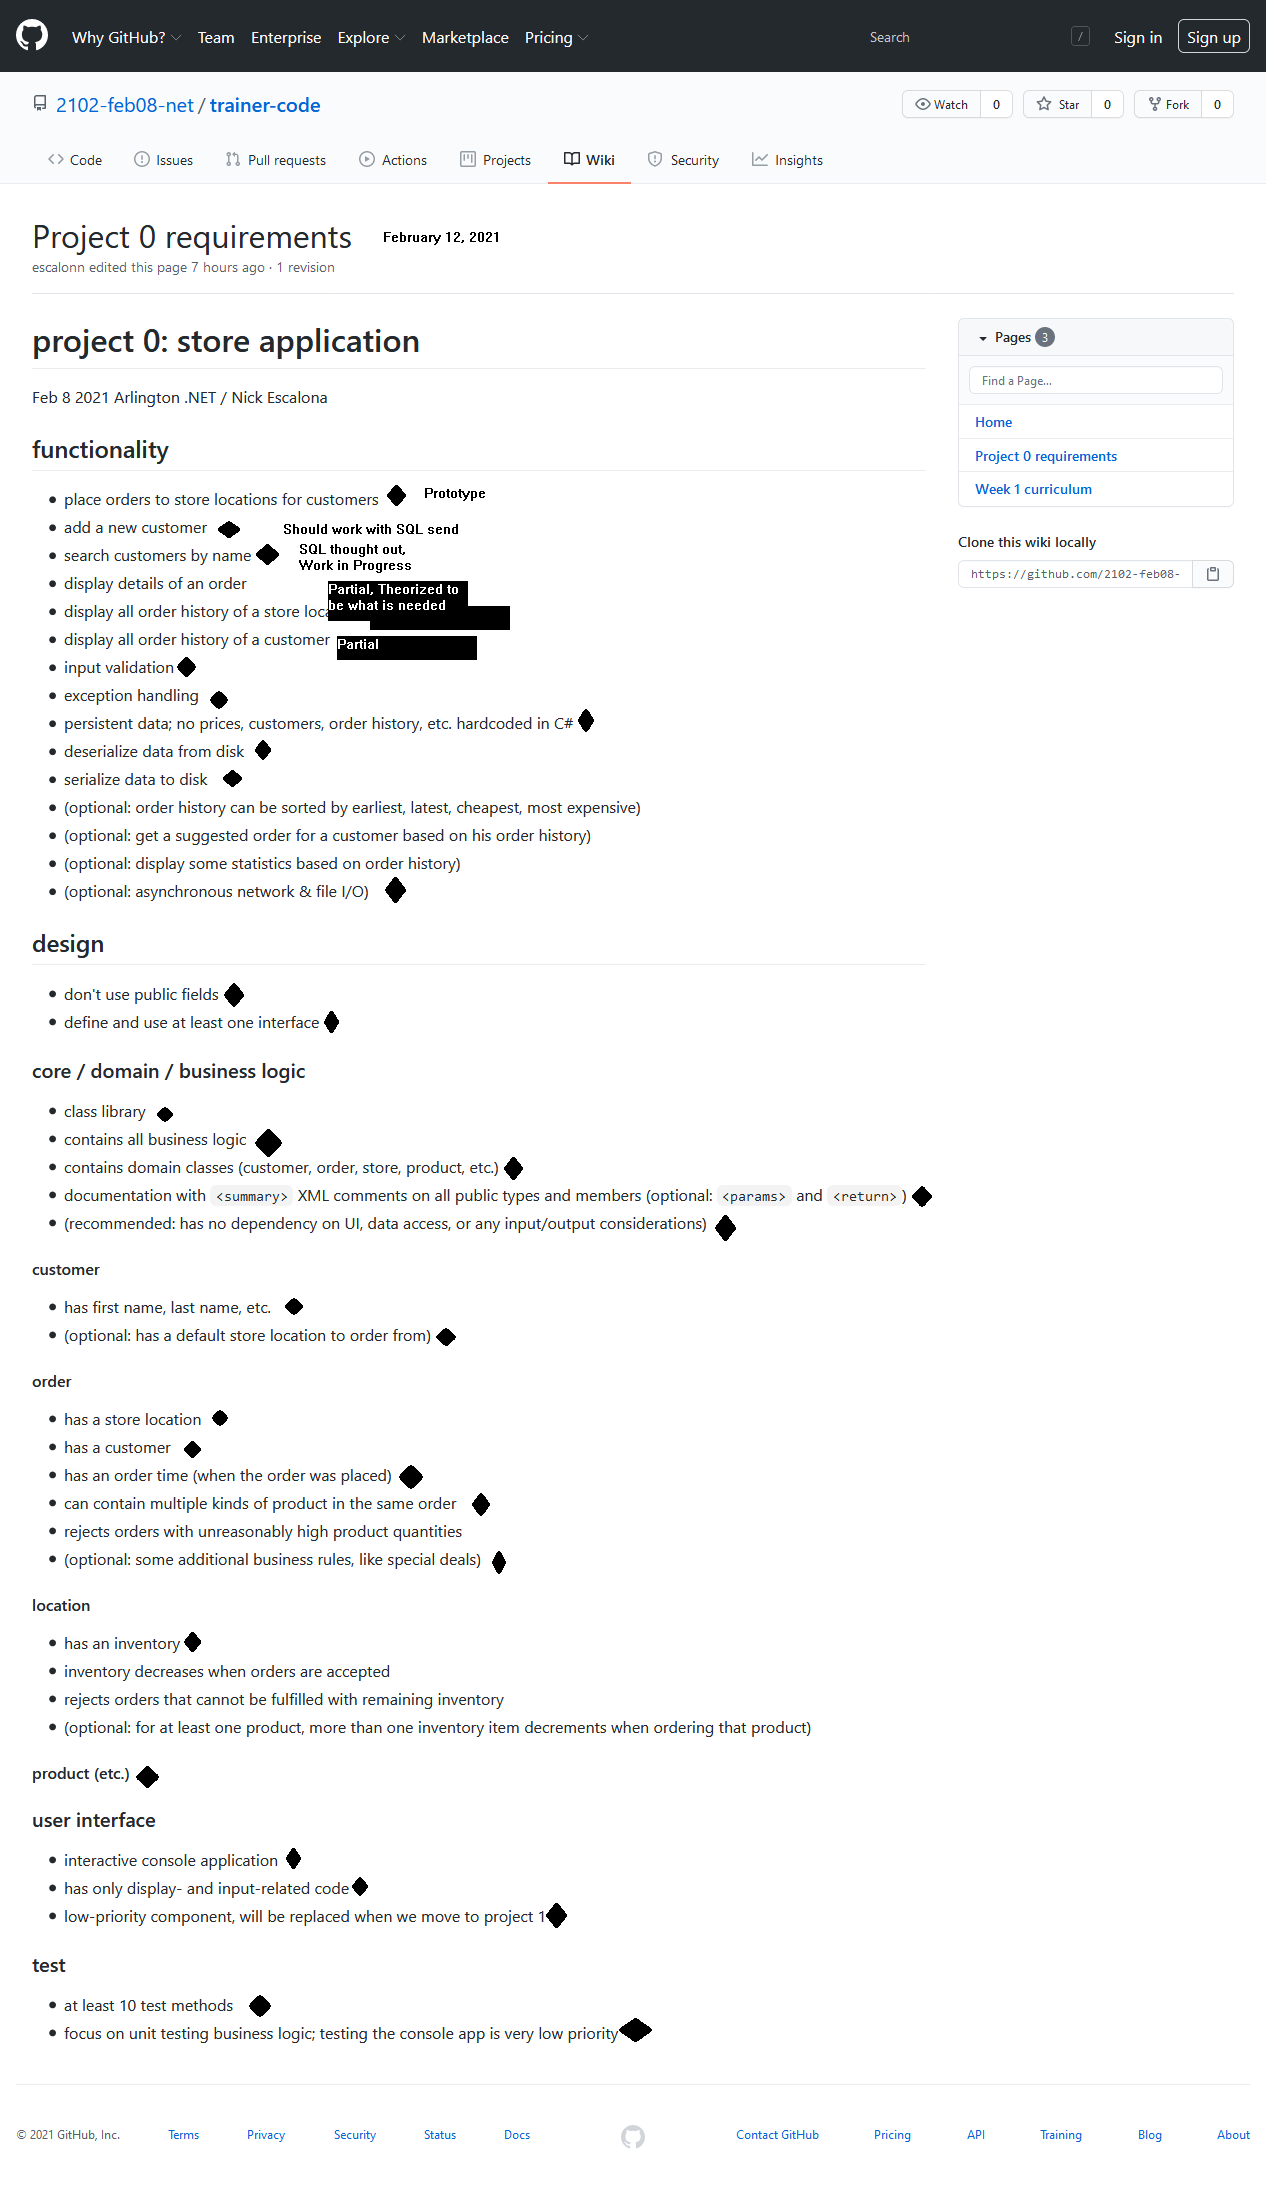 Why GitHub? Team Enterprise Explore Marketplace Pricing Search / Sign in Sign up
2102-feb08-net / trainer-code Watch 0 Star 0 Fork 0
Code Issues Pull requests Actions Projects Wiki Security Insights
Project 0 requirements February 12, 2021
escalonn edited this page 7 hours ago · 1 revision
project 0: store application
Feb 8 2021 Arlington .NET / Nick Escalona
functionality
place orders to store locations for customers Prototype
add a new customer Should work with SQL send
search customers by name SQL thought out,
Work in Progress
display details of an order
Partial, Theorized to
be what is needed
display all order history of a store
display all order history of a customer Partial
input validation
exception handling
persistent data; no prices, customers, order history, etc. hardcoded in C#
deserialize data from disk
serialize data to disk
(optional: order history can be sorted by earliest, latest, cheapest, most expensive)
(optional: get a suggested order for a customer based on his order history)
(optional: display some statistics based on order history)
(optional: asynchronous network & file I/O)
design
don't use public fields
define and use at least one interface
core / domain / business logic
class library
contains all business logic
contains domain classes (customer, order, store, product, etc.)
documentation with <summary> XML comments on all public types and members (optional: <params> and <return>)
(recommended: has no dependency on UI, data access, or any input/output considerations)
customer
has first name, last name, etc.
(optional: has a default store location to order from)
order
has a store location
has a customer
has an order time (when the order was placed)
can contain multiple kinds of product in the same order
rejects orders with unreasonably high product quantities
(optional: some additional business rules, like special deals)
location
has an inventory
inventory decreases when orders are accepted
rejects orders that cannot be fulfilled with remaining inventory
(optional: for at least one product, more than one inventory item decrements when ordering that product)
product (etc.)
user interface
interactive console application
has only display- and input-related code
low-priority component, will be replaced when we move to project 1
test
at least 10 test methods
focus on unit testing business logic; testing the console app is very low priority
Pages 3
Find a Page...
Home
Project 0 requirements
Week 1 curriculum
Clone this wiki locally
https://github.com/2102-feb08-
© 2021 GitHub, Inc. Terms Privacy Security Status Docs Contact GitHub Pricing API Training Blog About